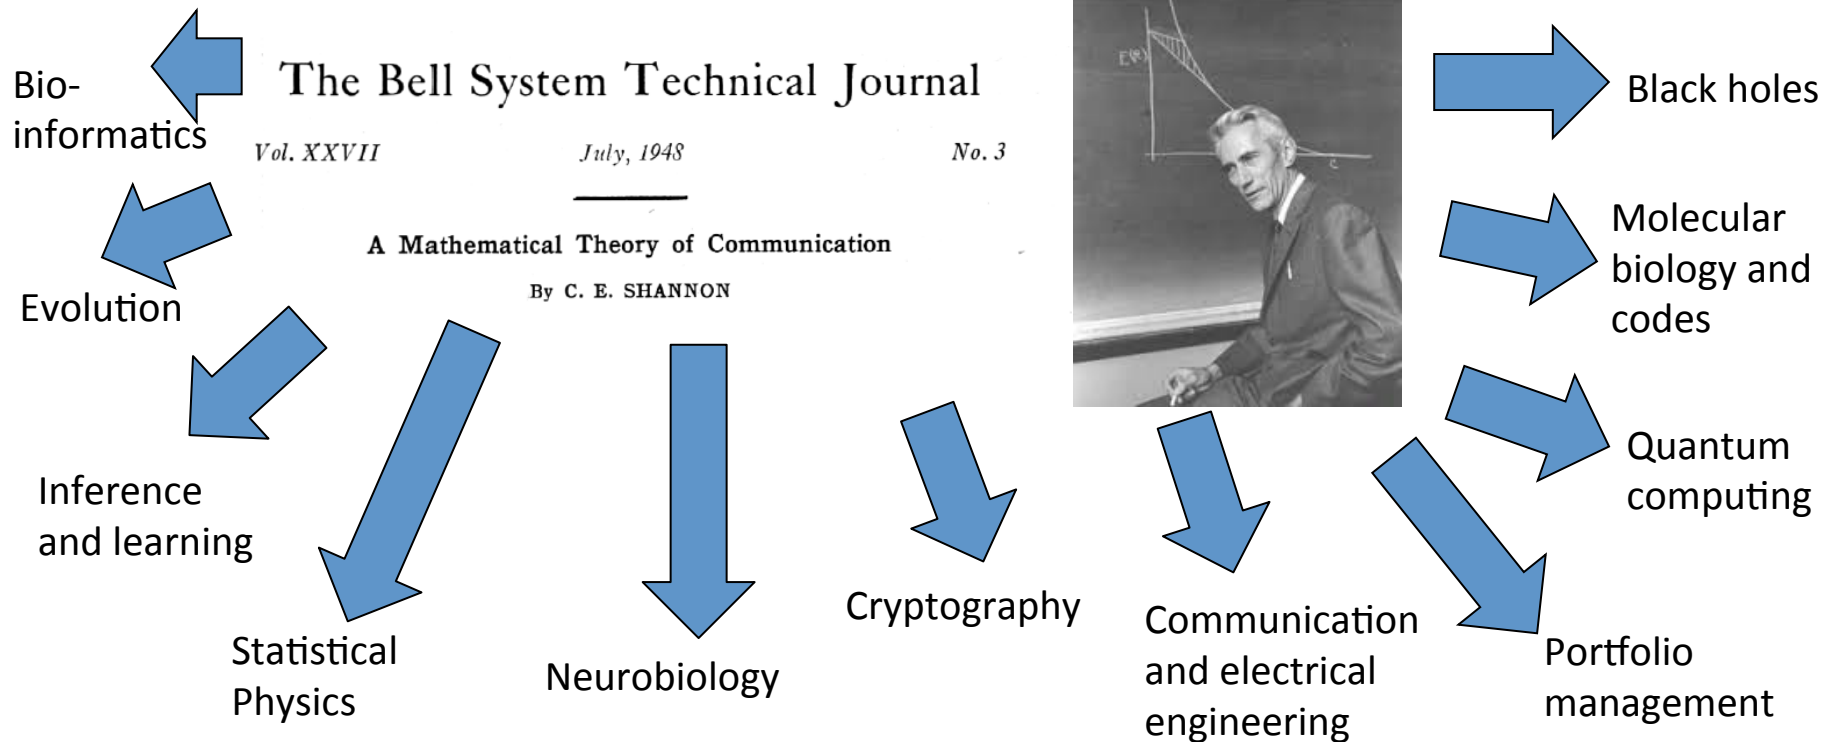 The Bell System Technical Journal
Vol. XXVII July, 1948 No. 3
A Mathematical Theory of Communication
By C. E. SHANNON
E(R)
C
Bio-
informatics
Evolution
Inference
and learning
Statistical
Physics
Neurobiology
Cryptography
Communication
and electrical
engineering
Portfolio
management
Quantum
computing
Molecular
biology and
codes
Black holes